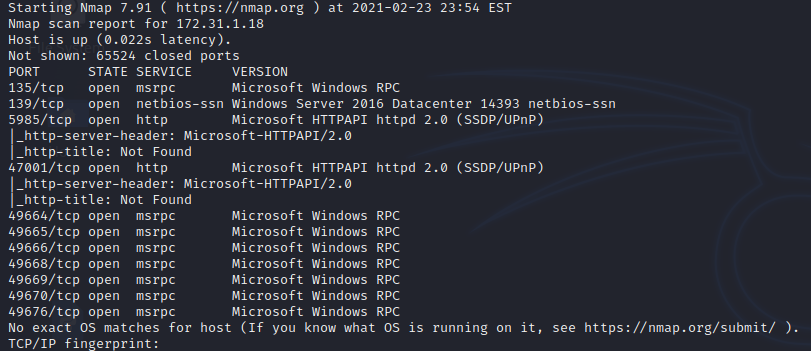 Starting Nmap 7.91 ( https://nmap.org ) at 2021-02-23 23:54 EST
Nmap scan report for 172.31.1.18
Host is up (0.022s latency).
Not shown: 65524 closed ports
PORT      STATE SERVICE     VERSION
135/tcp   open  msrpc       Microsoft Windows RPC
139/tcp   open  netbios-ssn Windows Server 2016 Datacenter 14393 netbios-ssn
5985/tcp  open  http        Microsoft HTTPAPI httpd 2.0 (SSDP/UPnP)
|_http-server-header: Microsoft-HTTPAPI/2.0
|_http-title: Not Found
47001/tcp open  http        Microsoft HTTPAPI httpd 2.0 (SSDP/UPnP)
|_http-server-header: Microsoft-HTTPAPI/2.0
|_http-title: Not Found
49664/tcp open  msrpc       Microsoft Windows RPC
49665/tcp open  msrpc       Microsoft Windows RPC
49666/tcp open  msrpc       Microsoft Windows RPC
49668/tcp open  msrpc       Microsoft Windows RPC
49669/tcp open  msrpc       Microsoft Windows RPC
49670/tcp open  msrpc       Microsoft Windows RPC
49676/tcp open  msrpc       Microsoft Windows RPC
No exact OS matches for host (If you know what OS is running on it, see https://nmap.org/submit/ ).
TCP/IP fingerprint: